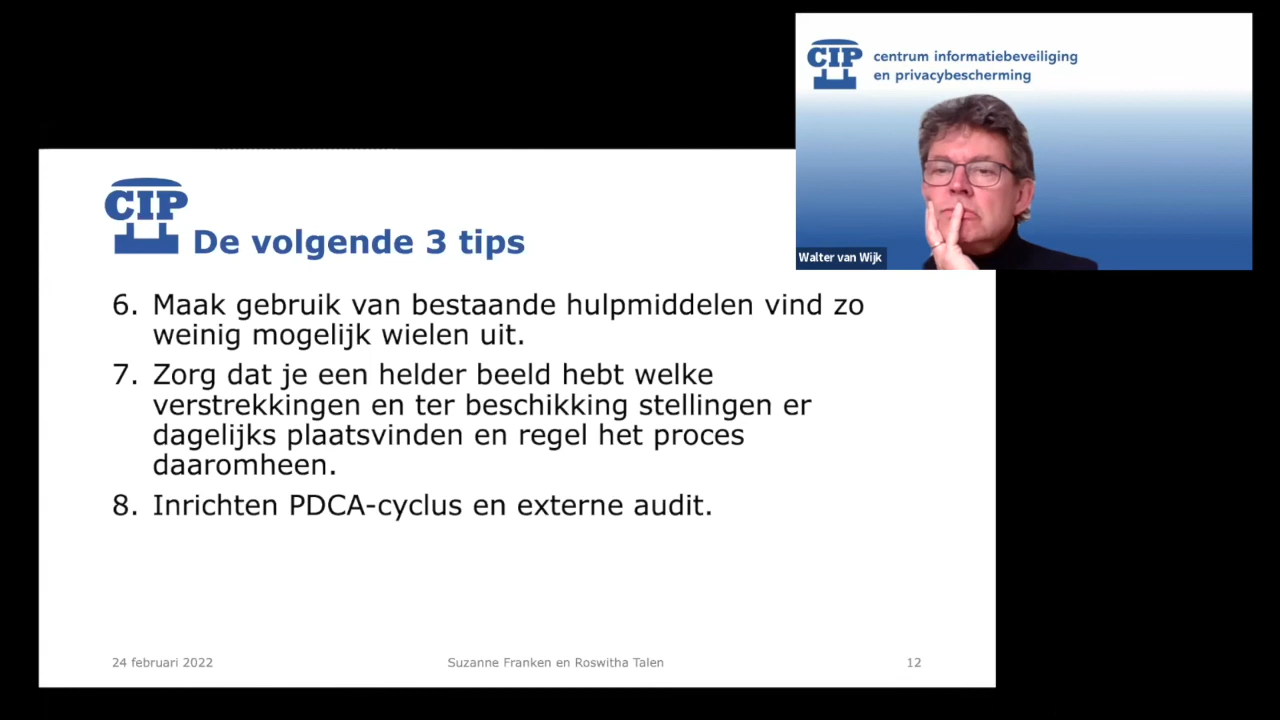 CIP
centrum informatiebeveiliging
en privacybescherming
Walter van Wijk
CIP
De volgende 3 tips
6. Maak gebruik van bestaande hulpmiddelen vind zo
weinig mogelijk wielen uit.
7. Zorg dat je een helder beeld hebt welke
verstrekkingen en ter beschikking stellingen er
dagelijks plaatsvinden en regel het proces
daaromheen.
8. Inrichten PDCA-cyclus en externe audit.
24 februari 2022
Suzanne Franken en Roswitha Talen
12